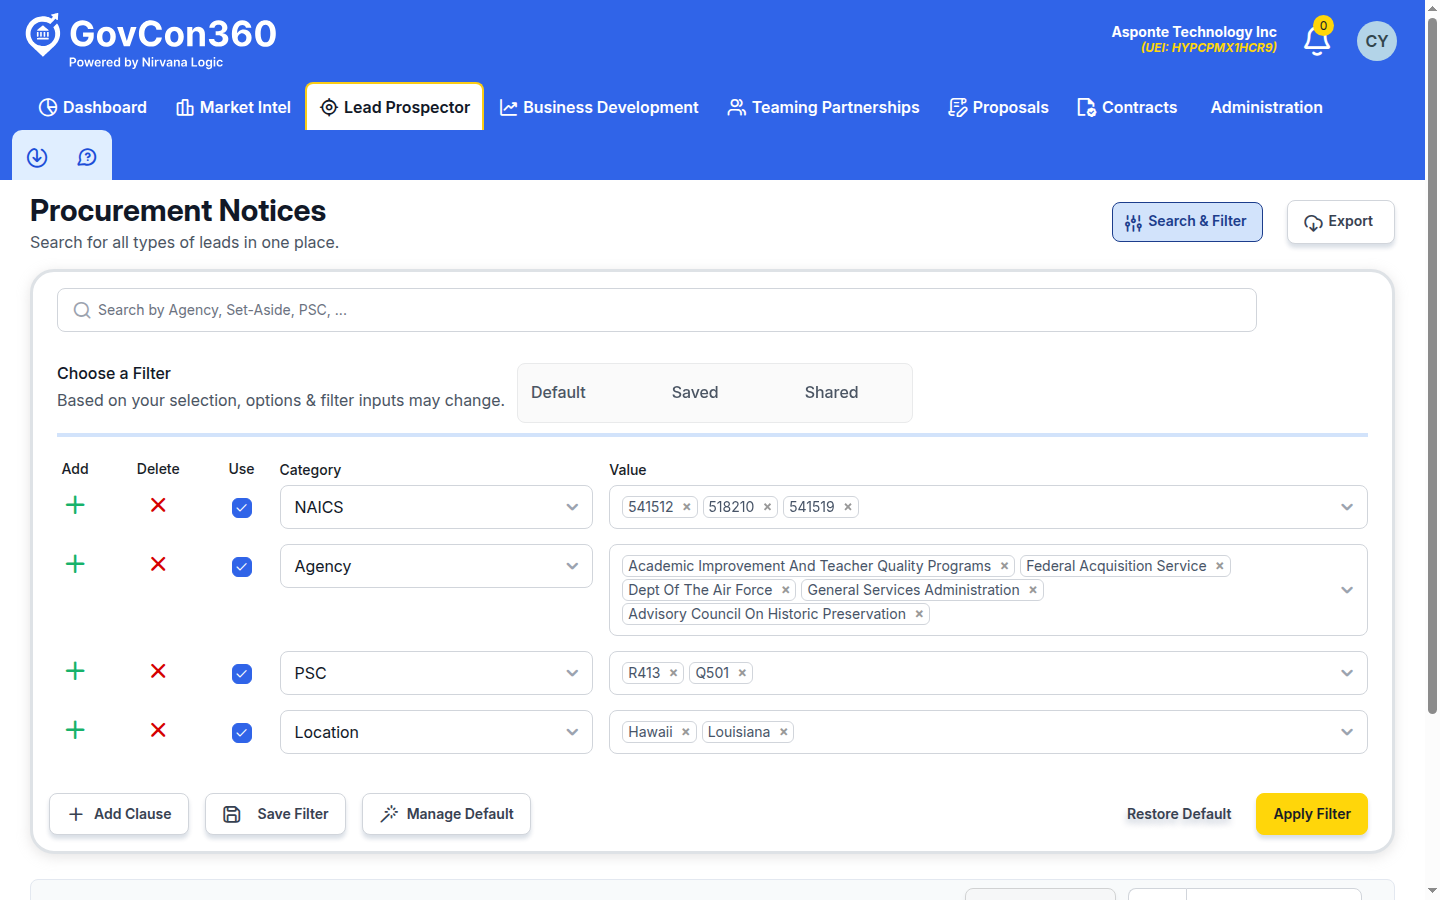 GovCon360
Powered by Nirvana Logic
Asponte Technology Inc
(UEI: HYPCPMX1HCR9)
0
CY
Dashboard
Market Intel
Lead Prospector
Business Development
Teaming Partnerships
Proposals
Contracts
Administration
Procurement Notices
Search for all types of leads in one place.
Search & Filter
Export
Search by Agency, Set-Aside, PSC, ...
Choose a Filter
Based on your selection, options & filter inputs may change.
Default
Saved
Shared
Add
Delete
Use
Category
Value
NAICS
541512 ×
518210 ×
541519 ×
Agency
Academic Improvement And Teacher Quality Programs ×
Federal Acquisition Service ×
Dept Of The Air Force ×
General Services Administration ×
Advisory Council On Historic Preservation ×
PSC
R413 ×
Q501 ×
Location
Hawaii ×
Louisiana ×
Add Clause
Save Filter
Manage Default
Restore Default
Apply Filter